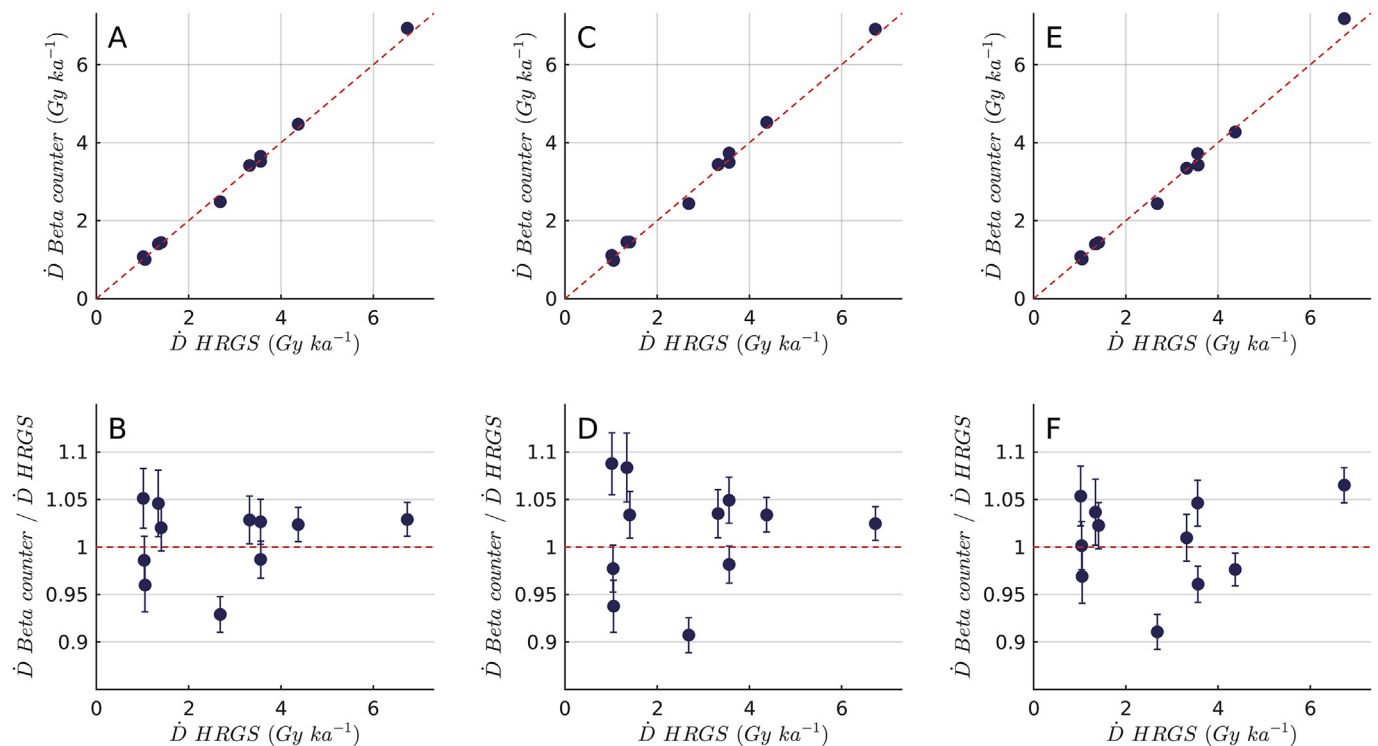 A
6
4
2
0
0 2 4 6
Ḋ Beta counter (Gy ka⁻¹)
Ḋ HRGS (Gy ka⁻¹)
C
6
4
2
0
0 2 4 6
Ḋ Beta counter (Gy ka⁻¹)
Ḋ HRGS (Gy ka⁻¹)
E
6
4
2
0
0 2 4 6
Ḋ Beta counter (Gy ka⁻¹)
Ḋ HRGS (Gy ka⁻¹)
B
1.1
1.05
1
0.95
0.9
0 2 4 6
Ḋ Beta counter / Ḋ HRGS
Ḋ HRGS (Gy ka⁻¹)
D
1.1
1.05
1
0.95
0.9
0 2 4 6
Ḋ Beta counter / Ḋ HRGS
Ḋ HRGS (Gy ka⁻¹)
F
1.1
1.05
1
0.95
0.9
0 2 4 6
Ḋ Beta counter / Ḋ HRGS
Ḋ HRGS (Gy ka⁻¹)